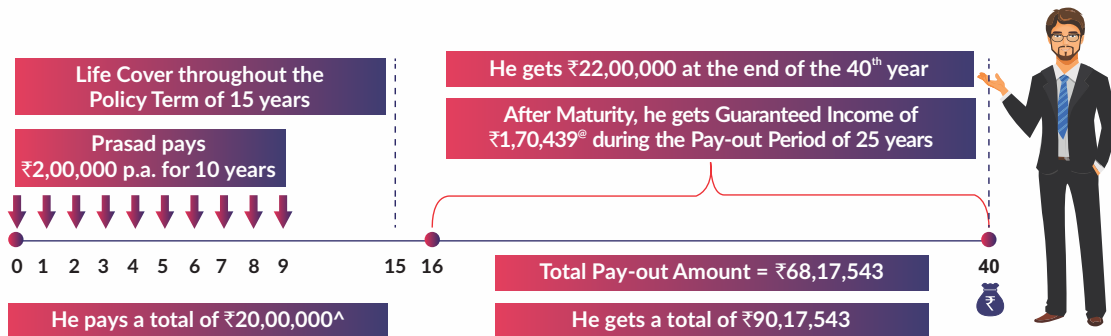 Life Cover throughout the
Policy Term of 15 years
Prasad pays
₹2,00,000 p.a. for 10 years
He gets ₹22,00,000 at the end of the 40th year
After Maturity, he gets Guaranteed Income of
₹1,70,439@ during the Pay-out Period of 25 years
0 1 2 3 4 5 6 7 8 9 15 16 40
Total Pay-out Amount = ₹68,17,543
₹
He pays a total of ₹20,00,000^
He gets a total of ₹90,17,543